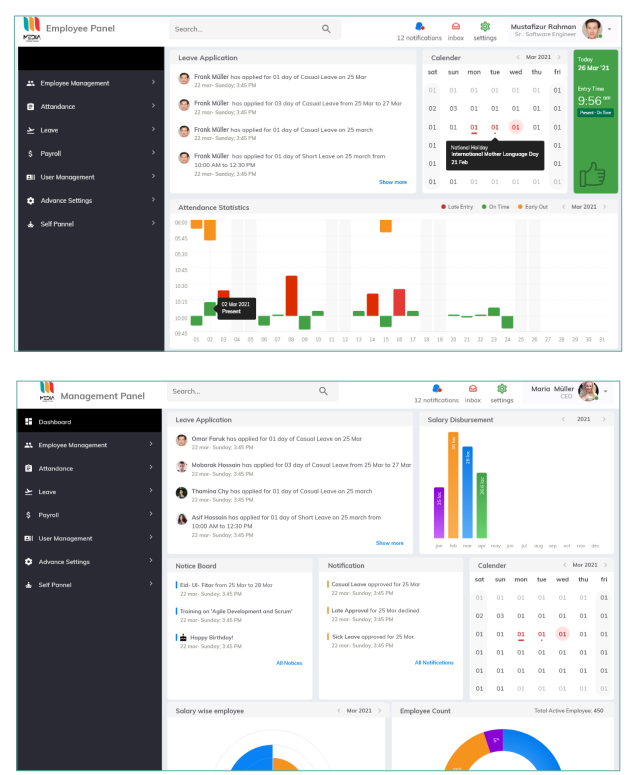 MEDIA
Employee Panel
Search...
12 notifications
inbox
settings
Mustafizur Rahman
Sr. Software Engineer
Employee Management
Attandance
Leave
Payroll
User Management
Advance Settings
Self Pannel
Leave Application
Frank Müller has applied for 01 day of Casual Leave on 25 Mar
22 mar- Sunday; 3:45 PM
Frank Müller has applied for 03 day of Casual Leave from 25 Mar to 27 Mar
22 mar- Sunday; 3:45 PM
Frank Müller has applied for 01 day of Casual Leave on 25 march
22 mar- Sunday; 3:45 PM
Frank Müller has applied for 01 day of Short Leave on 25 march from
10:00 AM to 12:30 PM
22 mar- Sunday; 3:45 PM
Show more
Calender
Mar 2021
sat sun mon tue wed thu fri
01 01 01 01 01 01 01
02 03 01 01 01 01 01
01 01 01 01 01 01 01
01 01
National Holiday
International Mother Language Day
21 Feb
01 01
01 01 01 01 01 01 01
Today
26 Mar '21
Entry Time
9:56 am
Present - On Time
Attendance Statistics
Late Entry
On Time
Early Out
Mar 2021
06:00
05:45
05:30
10:45
10:30
10:15
10:00
09:45
02 Mar 2021
Present
01 02 03 04 05 06 07 08 09 10 11 12 13 14 15 16 17 18 19 20 21 22 23 24 25 26 27 28 29 30 31
MEDIA
Management Panel
Search...
12 notifications
inbox
settings
Maria Müller
CEO
Dashboard
Employee Management
Attandance
Leave
Payroll
User Management
Advance Settings
Self Pannel
Leave Application
Omar Faruk has applied for 01 day of Casual Leave on 25 Mar
22 mar- Sunday; 3:45 PM
Mobarak Hossain has applied for 03 day of Casual Leave from 25 Mar to 27 Mar
22 mar- Sunday; 3:45 PM
Thamina Chy has applied for 01 day of Casual Leave on 25 march
22 mar- Sunday; 3:45 PM
Asif Hossain has applied for 01 day of Short Leave on 25 march from
10:00 AM to 12:30 PM
22 mar- Sunday; 3:45 PM
Show more
Salary Disbursement
2021
jan feb mar apr may jun jul aug sep oct nov dec
Notice Board
Eid- Ul- Fitar from 25 Mar to 28 Mar
22 mar- Sunday; 3:45 PM
Training on 'Agile Development and Scrum'
22 mar- Sunday; 3:45 PM
Happy Birthday!
22 mar- Sunday; 3:45 PM
All Notices
Notification
Casual Leave approved for 25 Mar
22 mar- Sunday; 3:45 PM
Late Approval for 25 Mar declined.
22 mar- Sunday; 3:45 PM
Sick Leave approved for 25 Mar.
22 mar- Sunday; 3:45 PM
All Notifications
Calender
Mar 2021
sat sun mon tue wed thu fri
01 01 01 01 01 01 01
02 03 01 01 01 01 01
01 01 01 01 01 01 01
01 01 01 01 01 01 01
01 01 01 01 01 01 01
Salary wise employee
Mar 2021
Employee Count
Total Active Employee: 450